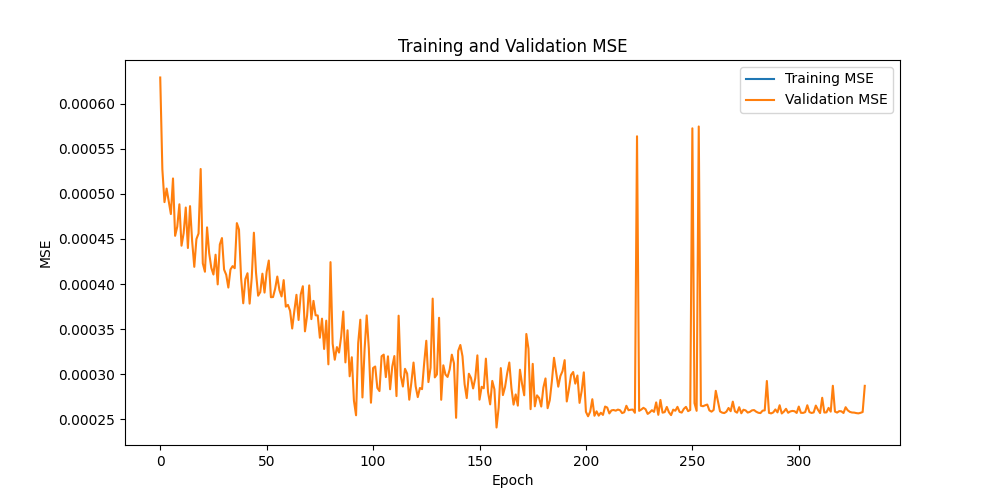 Training and Validation MSE
Training MSE
Validation MSE
0.00060
0.00055
0.00050
0.00045
0.00040
0.00035
0.00030
0.00025
MSE
0 50 100 150 200 250 300
Epoch